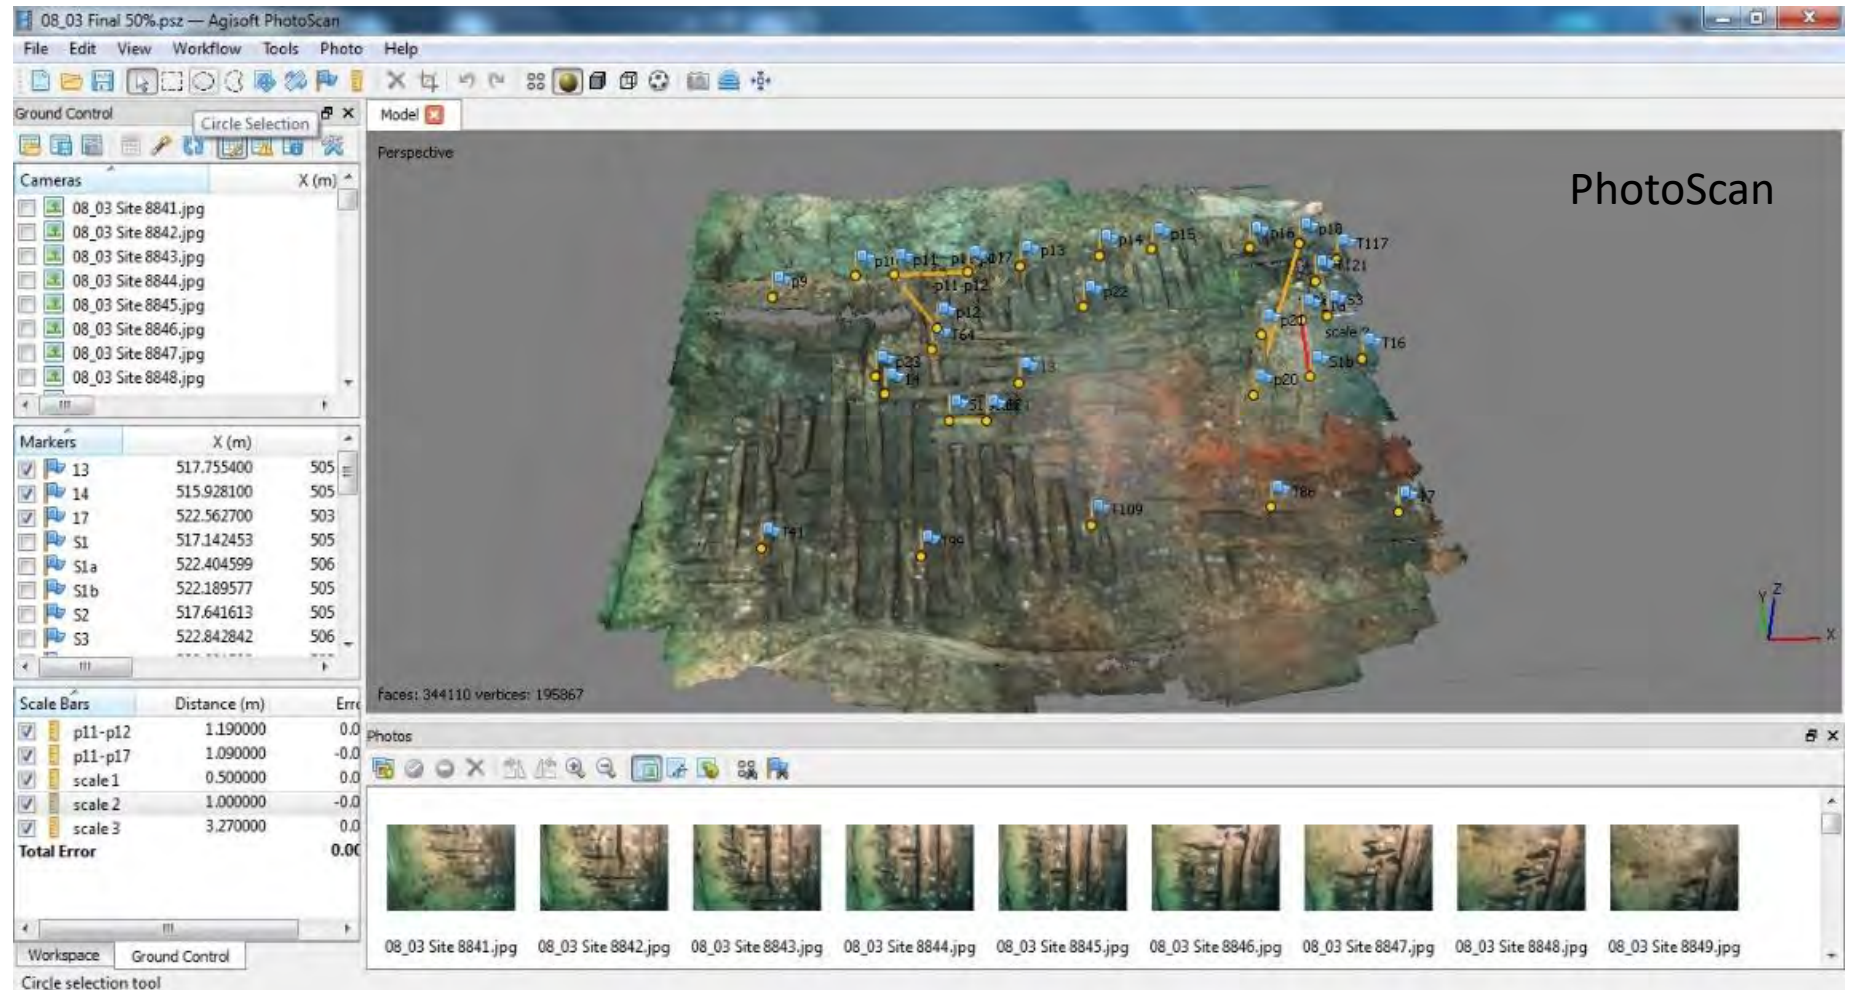 08_03 Final 50%.psz — Agisoft PhotoScan
File Edit View Workflow Tools Photo Help
Ground Control
Circle Selection
Model
Cameras X (m)
08_03 Site 8841.jpg
08_03 Site 8842.jpg
08_03 Site 8843.jpg
08_03 Site 8844.jpg
08_03 Site 8845.jpg
08_03 Site 8846.jpg
08_03 Site 8847.jpg
08_03 Site 8848.jpg
Markers X (m)
13 517.755400 505
14 515.928100 505
17 522.562700 503
S1 517.142453 505
S1a 522.404599 506
S1b 522.189577 505
S2 517.641613 505
S3 522.842842 506
Scale Bars Distance (m) Erro
p11-p12 1.190000 0.0
p11-p17 1.090000 -0.0
scale 1 0.500000 0.0
scale 2 1.000000 -0.0
scale 3 3.270000 0.0
Total Error 0.00
Workspace Ground Control
Circle selection tool
Perspective
PhotoScan
p9
p11
p11-p12
p12
T64
p13
p14
p15
p16
p18
T117
p22
S3
T16
p20
S1b
p23
14
13
S1
T41
T99
T109
T86
17
Z
Y
X
Faces: 344110 vertices: 195867
Photos
08_03 Site 8841.jpg 08_03 Site 8842.jpg 08_03 Site 8843.jpg 08_03 Site 8844.jpg 08_03 Site 8845.jpg 08_03 Site 8846.jpg 08_03 Site 8847.jpg 08_03 Site 8848.jpg 08_03 Site 8849.jpg